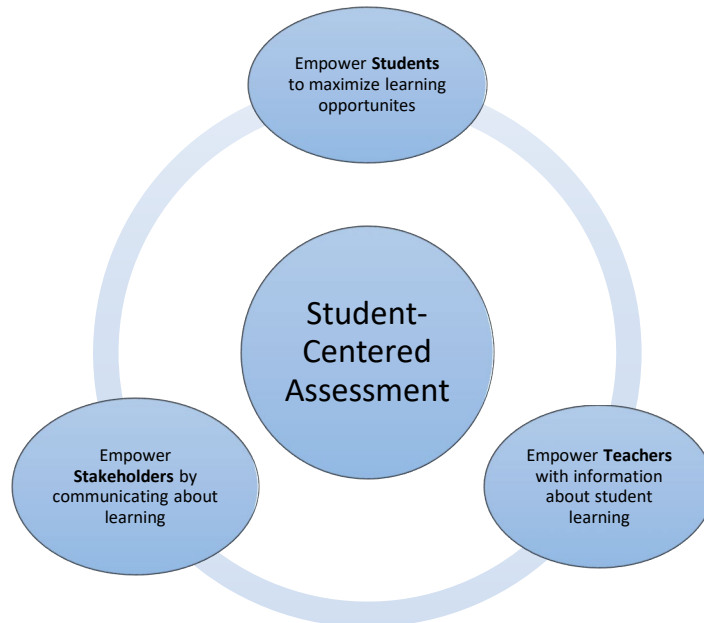 Empower Students
to maximize learning
opportunites
Student-
Centered
Assessment
Empower
Stakeholders by
communicating about
learning
Empower Teachers
with information
about student
learning